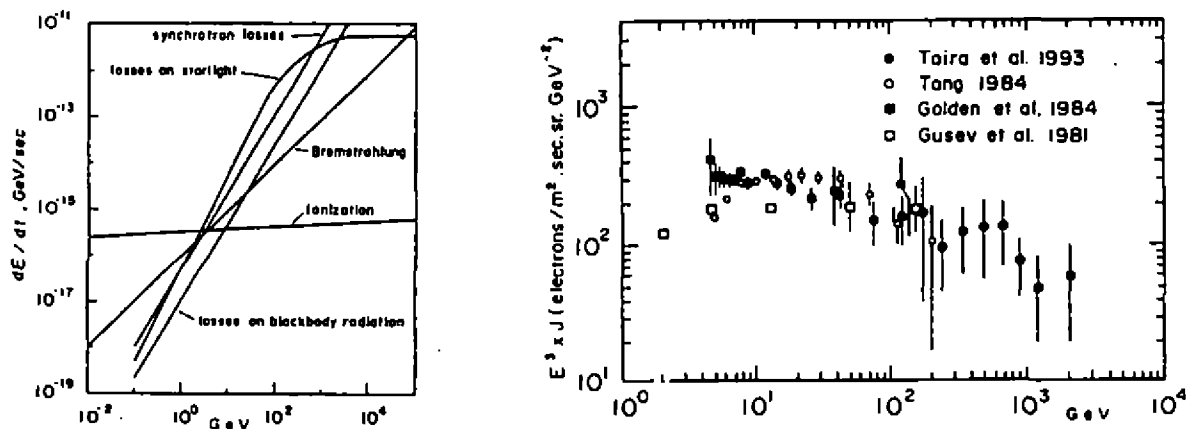 10⁻¹¹
10⁻¹³
10⁻¹⁵
10⁻¹⁷
10⁻¹⁹
dE / dt , GeV/sec
synchrotron losses
losses on starlight
Bremstrahlung
Ionization
losses on blackbody radiation
10⁻² 10⁰ 10² 10⁴
GeV
E³ x J (electrons/m².sec.sr.GeV⁻²)
10³
10²
10¹
Taira et al. 1993
Tang 1984
Golden et al, 1984
Gusev et al. 1981
10⁰ 10¹ 10² 10³ 10⁴
GeV